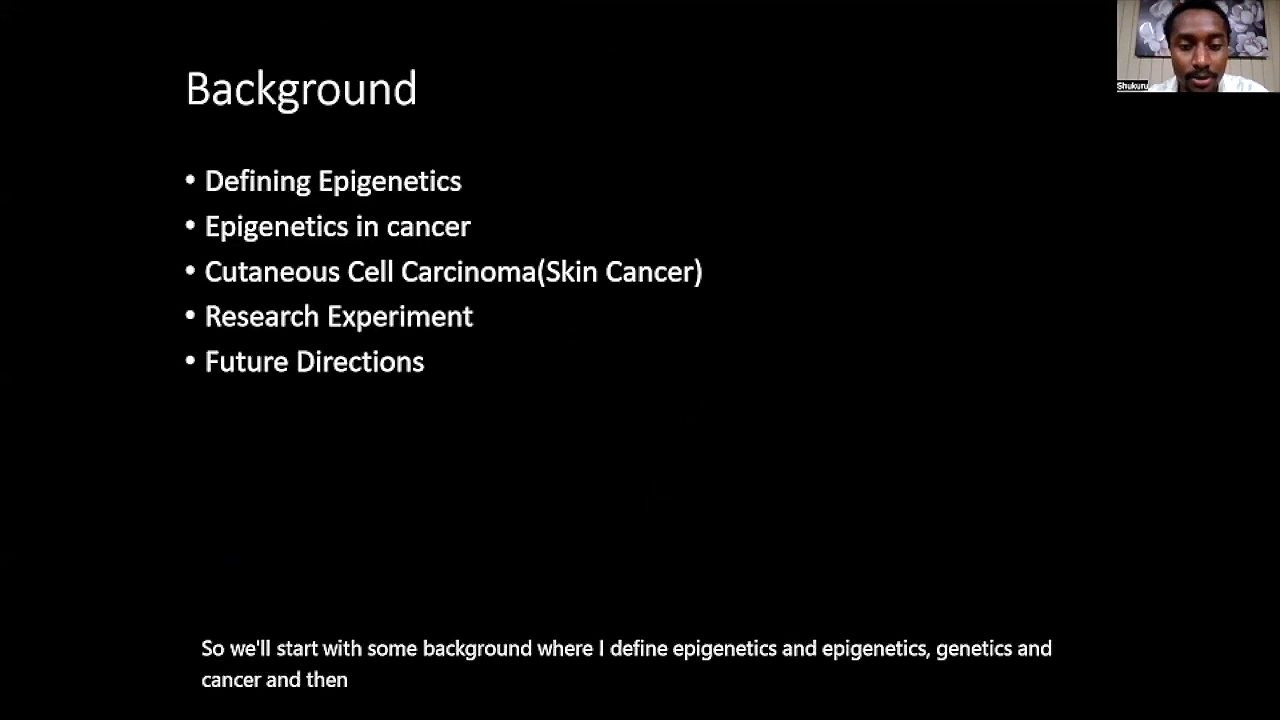 Background
• Defining Epigenetics
• Epigenetics in cancer
• Cutaneous Cell Carcinoma(Skin Cancer)
• Research Experiment
• Future Directions
Shukuru
So we'll start with some background where I define epigenetics and epigenetics, genetics and
cancer and then